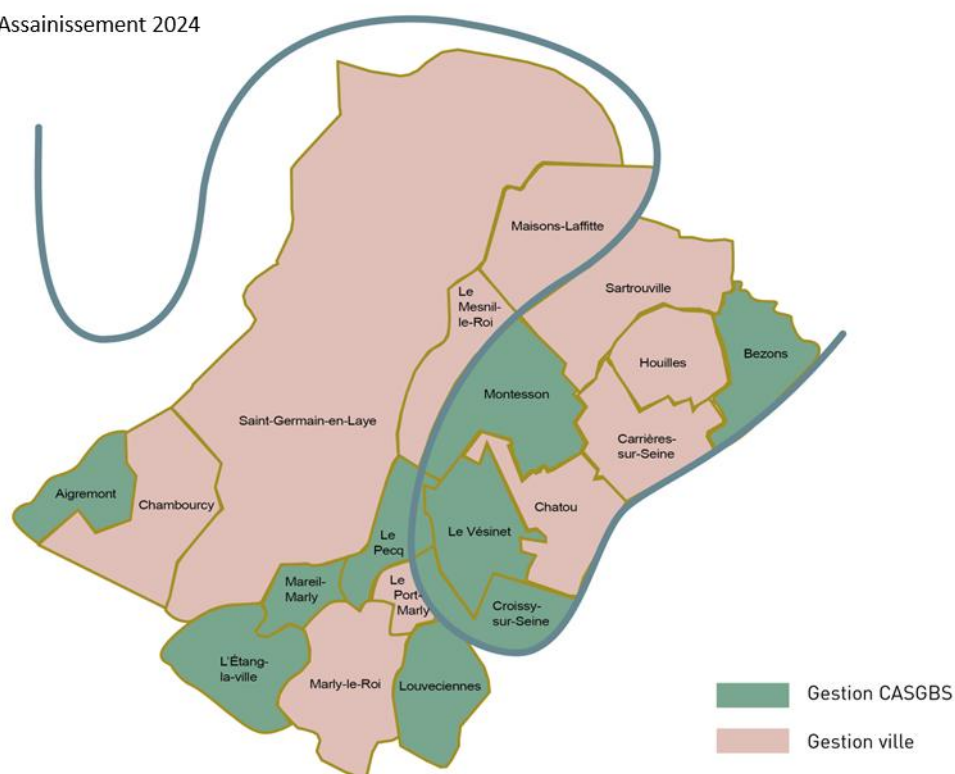 Assainissement 2024
Maisons-Laffitte
Sartrouville
Le
Mesnil-
le-Roi
Houilles
Bezons
Montesson
Saint-Germain-en-Laye
Carrières-
sur-Seine
Aigremont
Chambourcy
Chatou
Le Vésinet
Le
Pecq
Mareil-
Marly
Le
Port-
Marly
Croissy-
sur-Seine
L'Étang-
la-ville
Marly-le-Roi
Louveciennes
Gestion CASGBS
Gestion ville